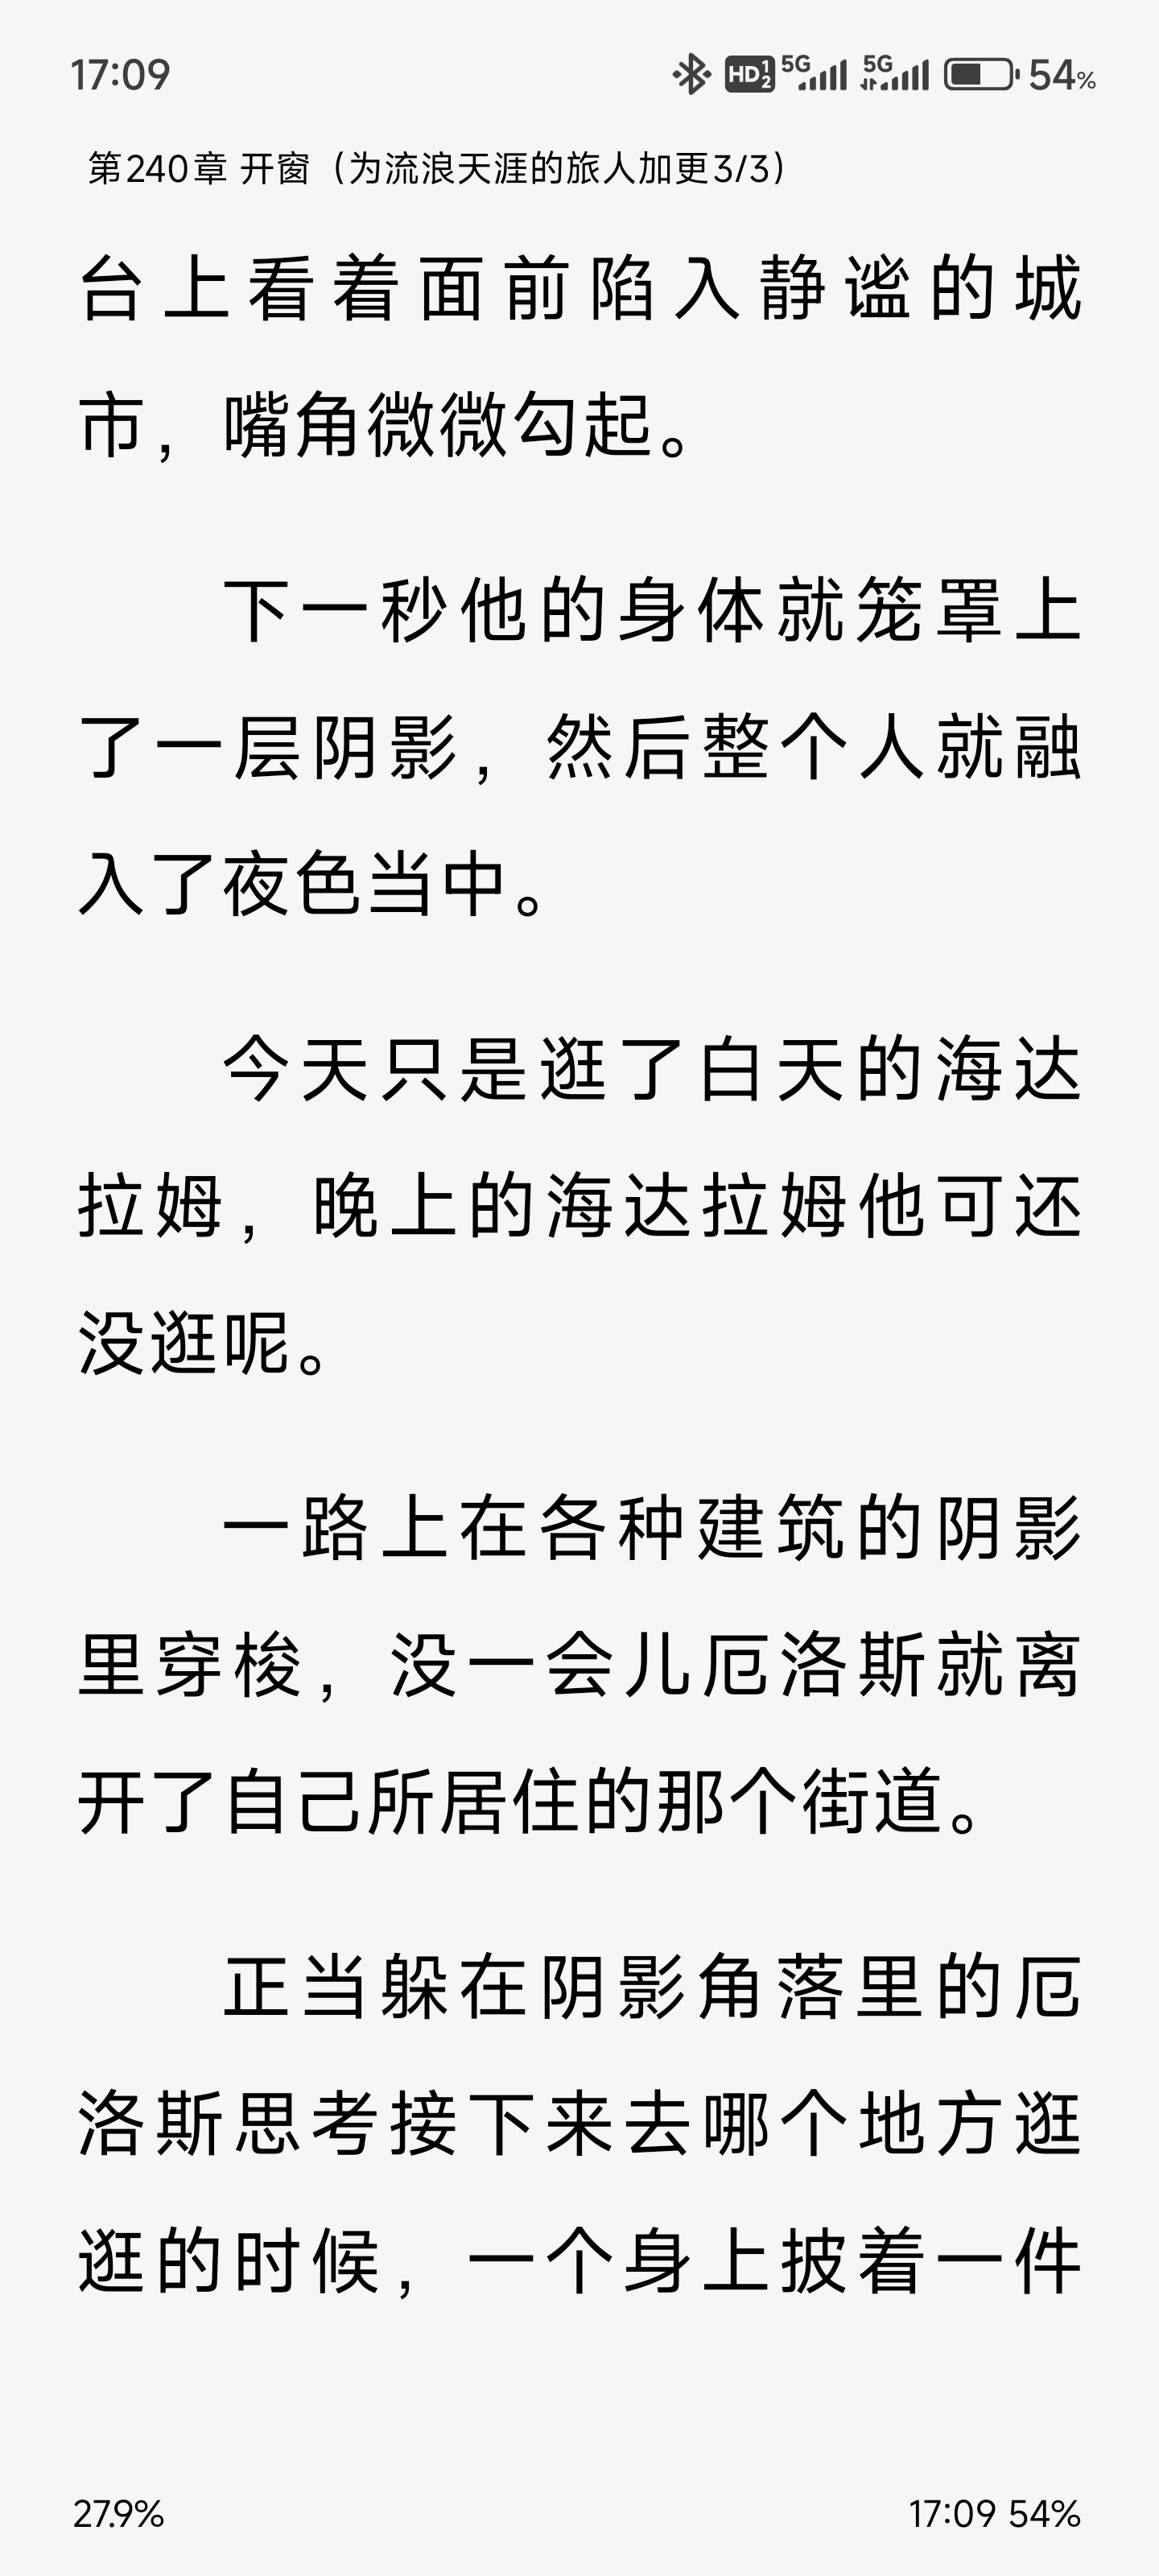 17:09 HD 1 2 5G 5G 54%
第240章 开窗（为流浪天涯的旅人加更3/3）
台上看着面前陷入静谧的城
市，嘴角微微勾起。
下一秒他的身体就笼罩上
了一层阴影，然后整个人就融
入了夜色当中。
今天只是逛了白天的海达
拉姆，晚上的海达拉姆他可还
没逛呢。
一路上在各种建筑的阴影
里穿梭，没一会儿厄洛斯就离
开了自己所居住的那个街道。
正当躲在阴影角落里的厄
洛斯思考接下来去哪个地方逛
逛的时候，一个身上披着一件
27.9% 17:09 54%